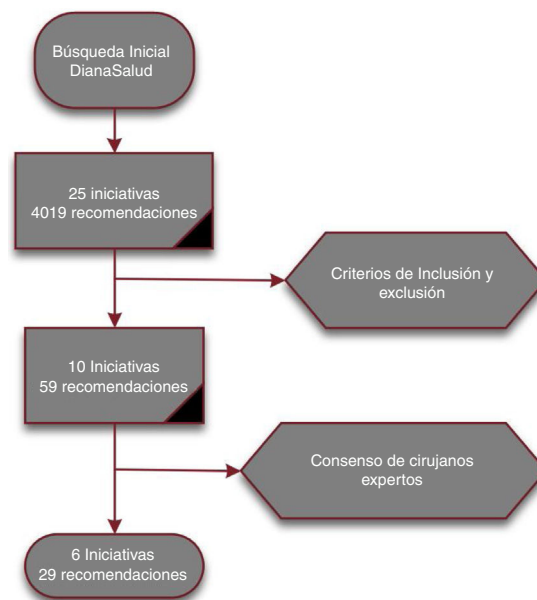 Búsqueda Inicial
DianaSalud
25 iniciativas
4019 recomendaciones
Criterios de Inclusión y
exclusión
10 Iniciativas
59 recomendaciones
Consenso de cirujanos
expertos
6 Iniciativas
29 recomendaciones